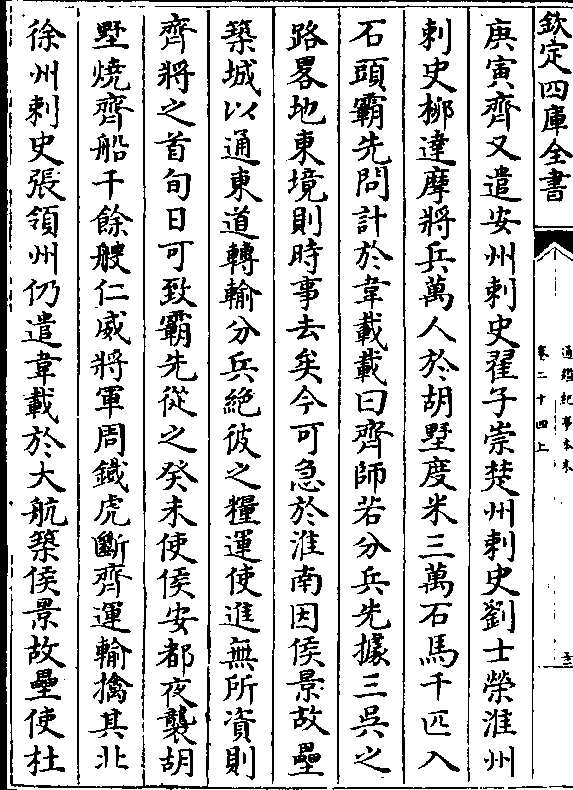 欽定四庫全書
通鑑紀事本末
卷二十四上
庚寅齊又遣安州刺史翟子崇楚州刺史劉士榮淮州
刺史栁達摩將兵萬人於胡墅度米三萬石馬千匹入
石頭霸先問計於韋載載曰齊師若分兵先據三吳之
路畧地東境則時事去矣今可急於淮南因侯景故壘
築城以通東道轉輸分兵絶彼之糧運使進無所資則
齊將之首旬日可致霸先從之癸未使侯安都夜襲胡
墅燒齊船千餘艘仁威將軍周鐵虎斷齊運輸擒其北
徐州刺史張領州仍遣韋載於大航築侯景故壘使杜